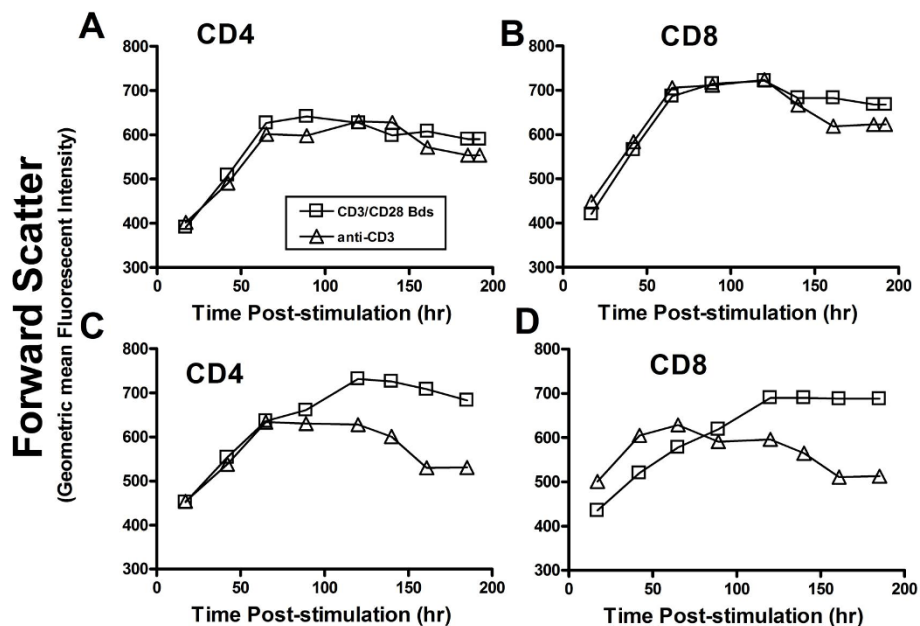 Forward Scatter
(Geometric mean Fluorescent Intensity)
A
CD4
800
700
600
500
400
300
0 50 100 150 200
Time Post-stimulation (hr)
CD3/CD28 Bds
anti-CD3
B
CD8
800
700
600
500
400
300
0 50 100 150 200
Time Post-stimulation (hr)
C
CD4
800
700
600
500
400
300
0 50 100 150 200
Time Post-stimulation (hr)
D
CD8
800
700
600
500
400
300
0 50 100 150 200
Time Post-stimulation (hr)